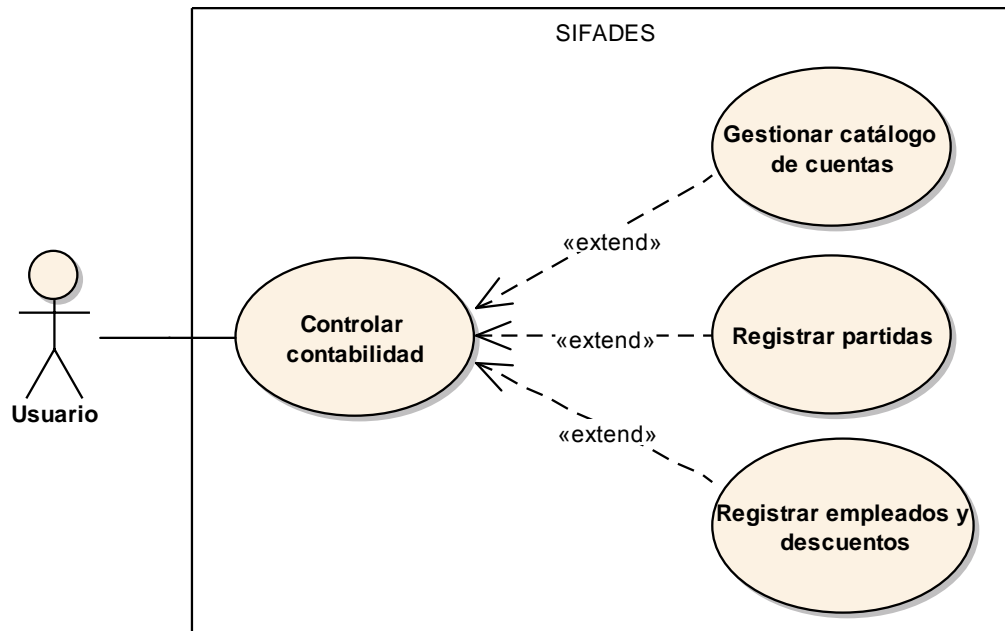 SIFADES
Gestionar catálogo
de cuentas
«extend»
Controlar
contabilidad
«extend»
Registrar partidas
Usuario
«extend»
Registrar empleados y
descuentos